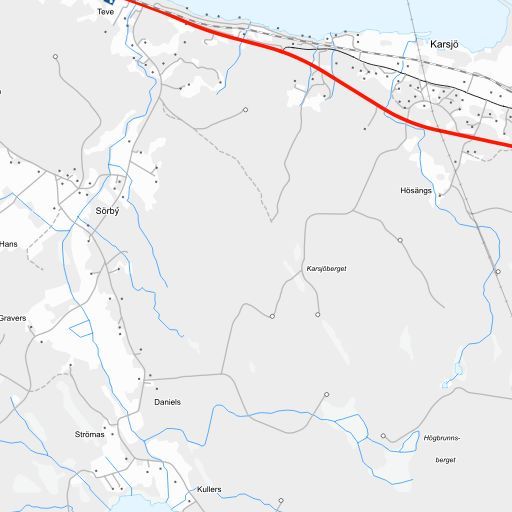 Teve
Karsjö
Hösängs
Sörby
Hans
Karsjöberget
Gravers
Daniels
Strömas
Högbrunns-
berget
Kullers